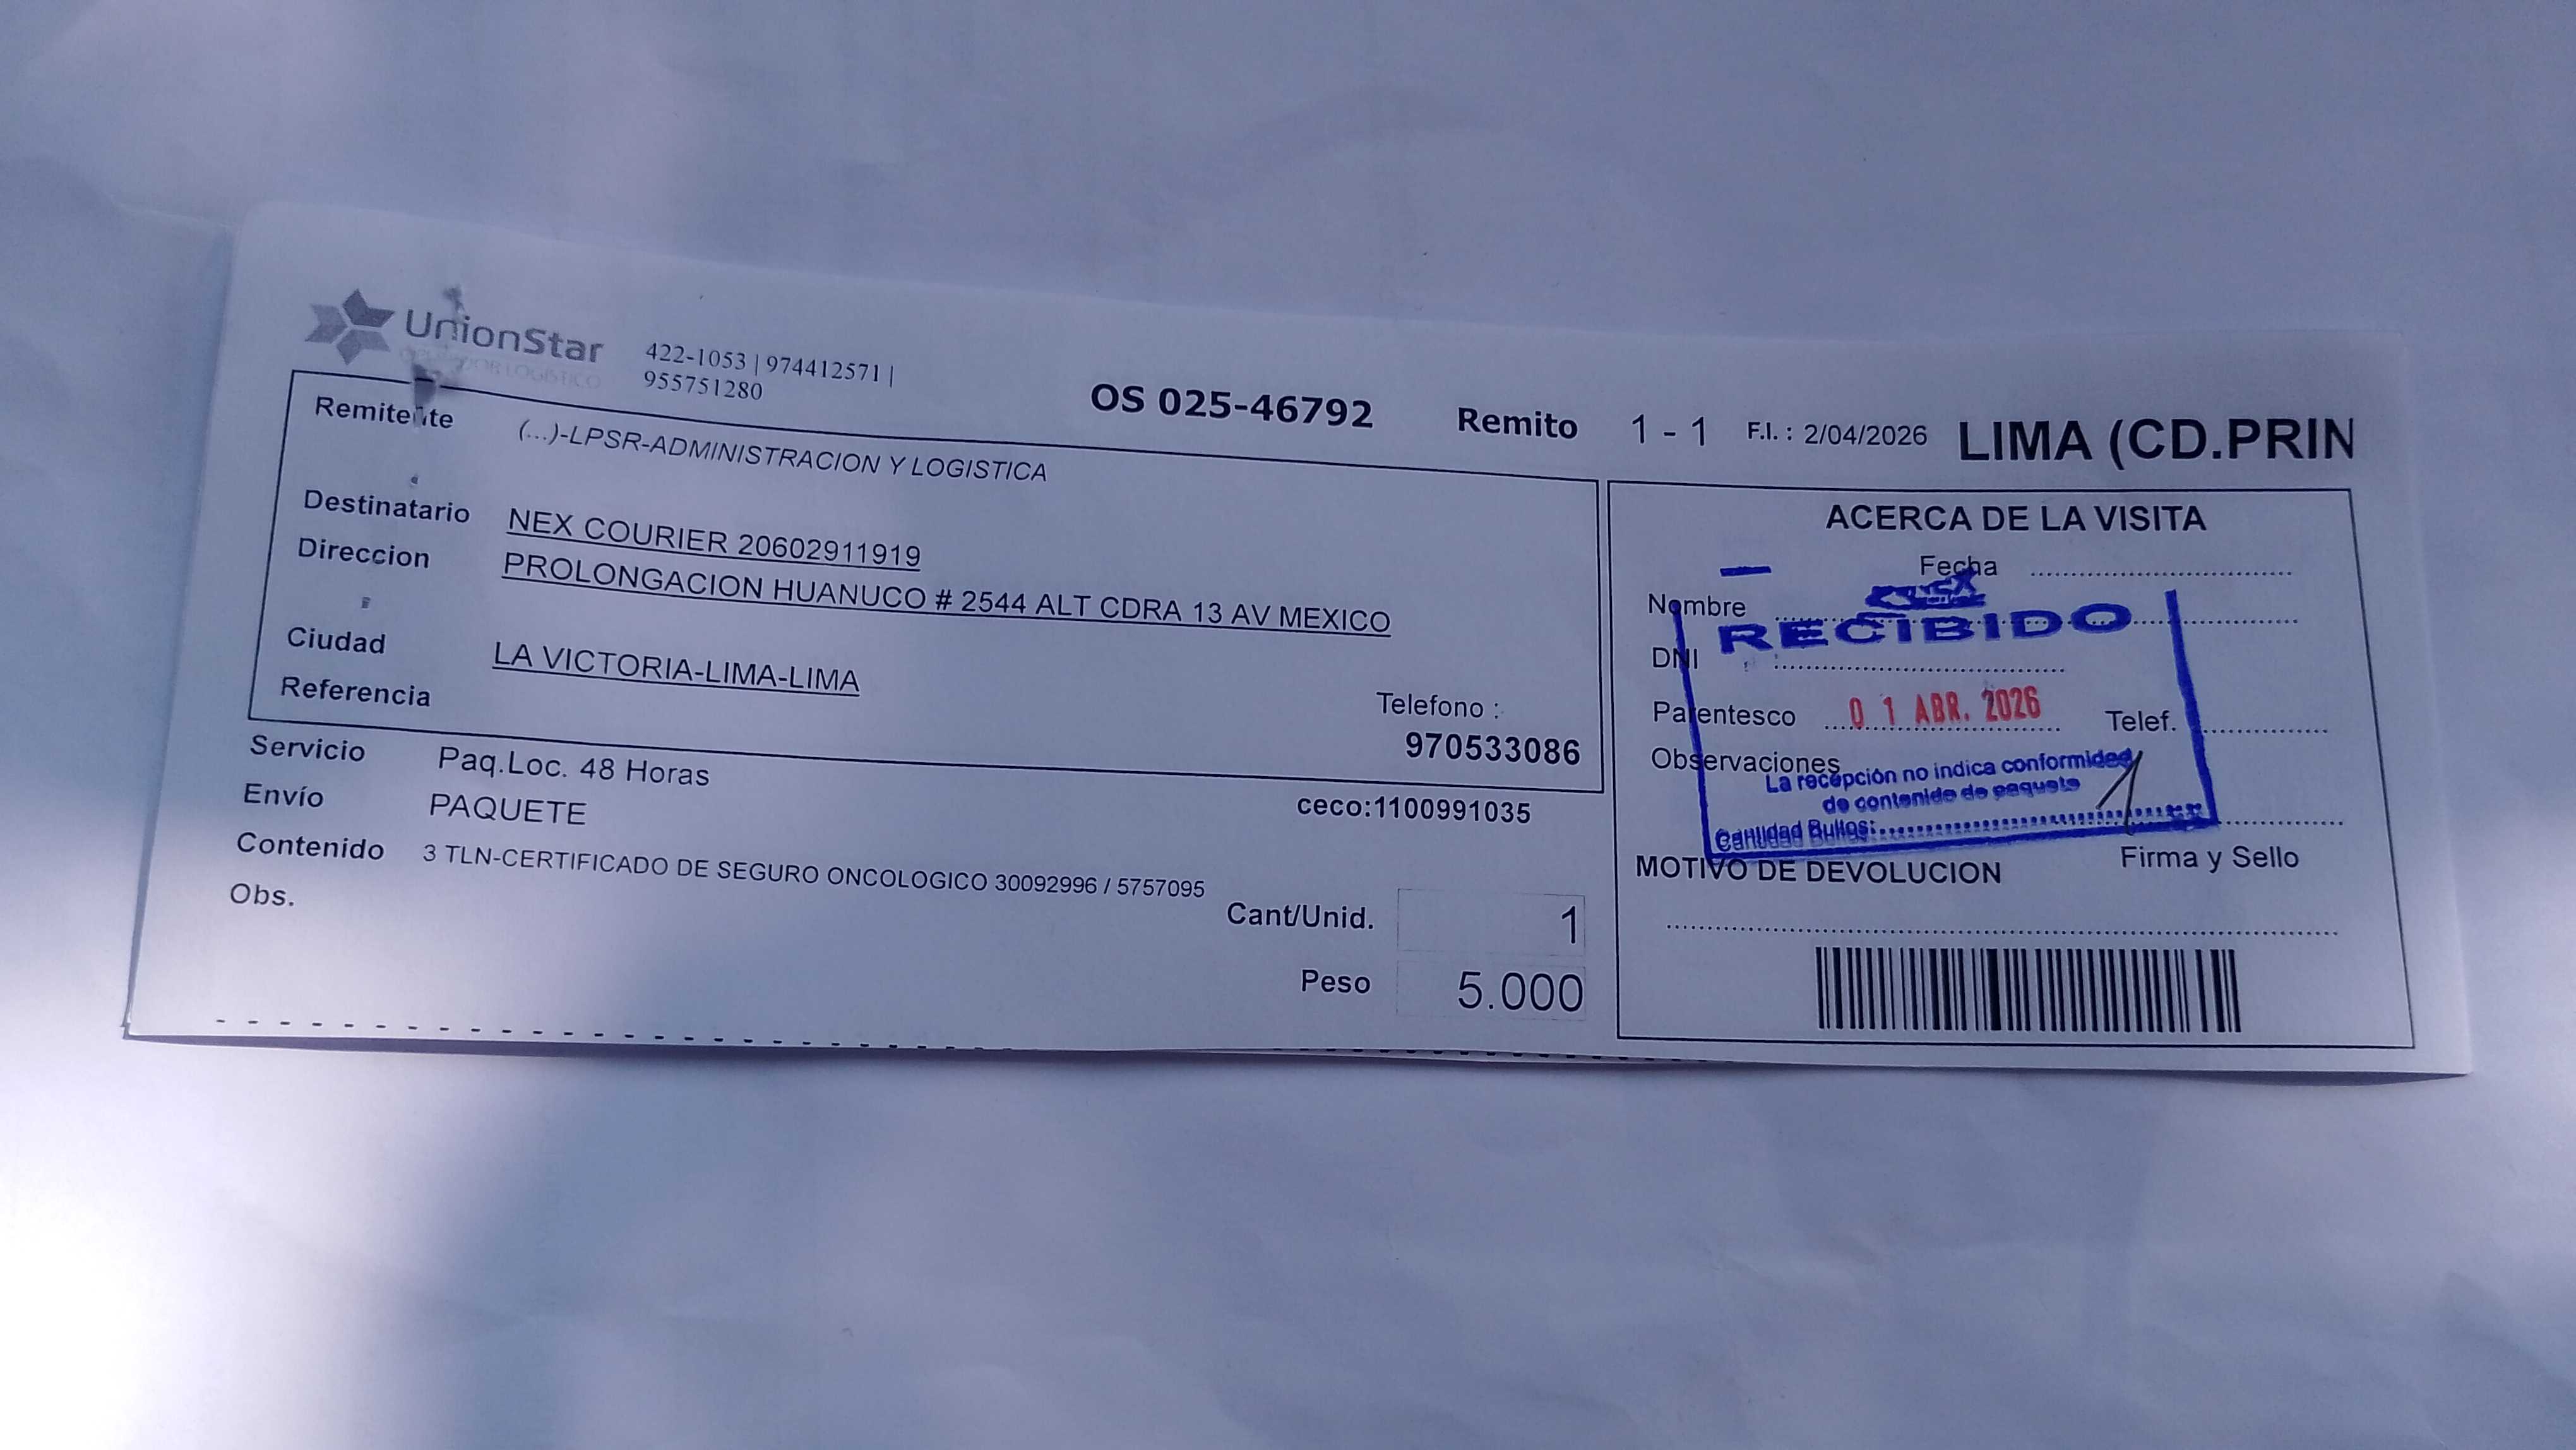 UnionStar
OPERADOR LOGISTICO
422-1053 | 974412571 |
955751280
OS 025-46792 Remito 1 - 1 F.I. : 2/04/2026 LIMA (CD.PRIN
Remitente (...)-LPSR-ADMINISTRACION Y LOGISTICA
Destinatario NEX COURIER 20602911919
Direccion PROLONGACION HUANUCO # 2544 ALT CDRA 13 AV MEXICO
Ciudad LA VICTORIA-LIMA-LIMA
Referencia
Telefono :
970533086
Servicio Paq.Loc. 48 Horas
Envío PAQUETE
ceco:1100991035
Contenido 3 TLN-CERTIFICADO DE SEGURO ONCOLOGICO 30092996 / 5757095
Obs.
Cant/Unid. 1
Peso 5.000
ACERCA DE LA VISITA
Fecha
Nombre
RECIBIDO
DNI :
Parentesco 01 ABR. 2026 Telef.
Observaciones
La recepción no indica conformidad
de contenido de paquete
Cantidad Bultos:
Firma y Sello
MOTIVO DE DEVOLUCION